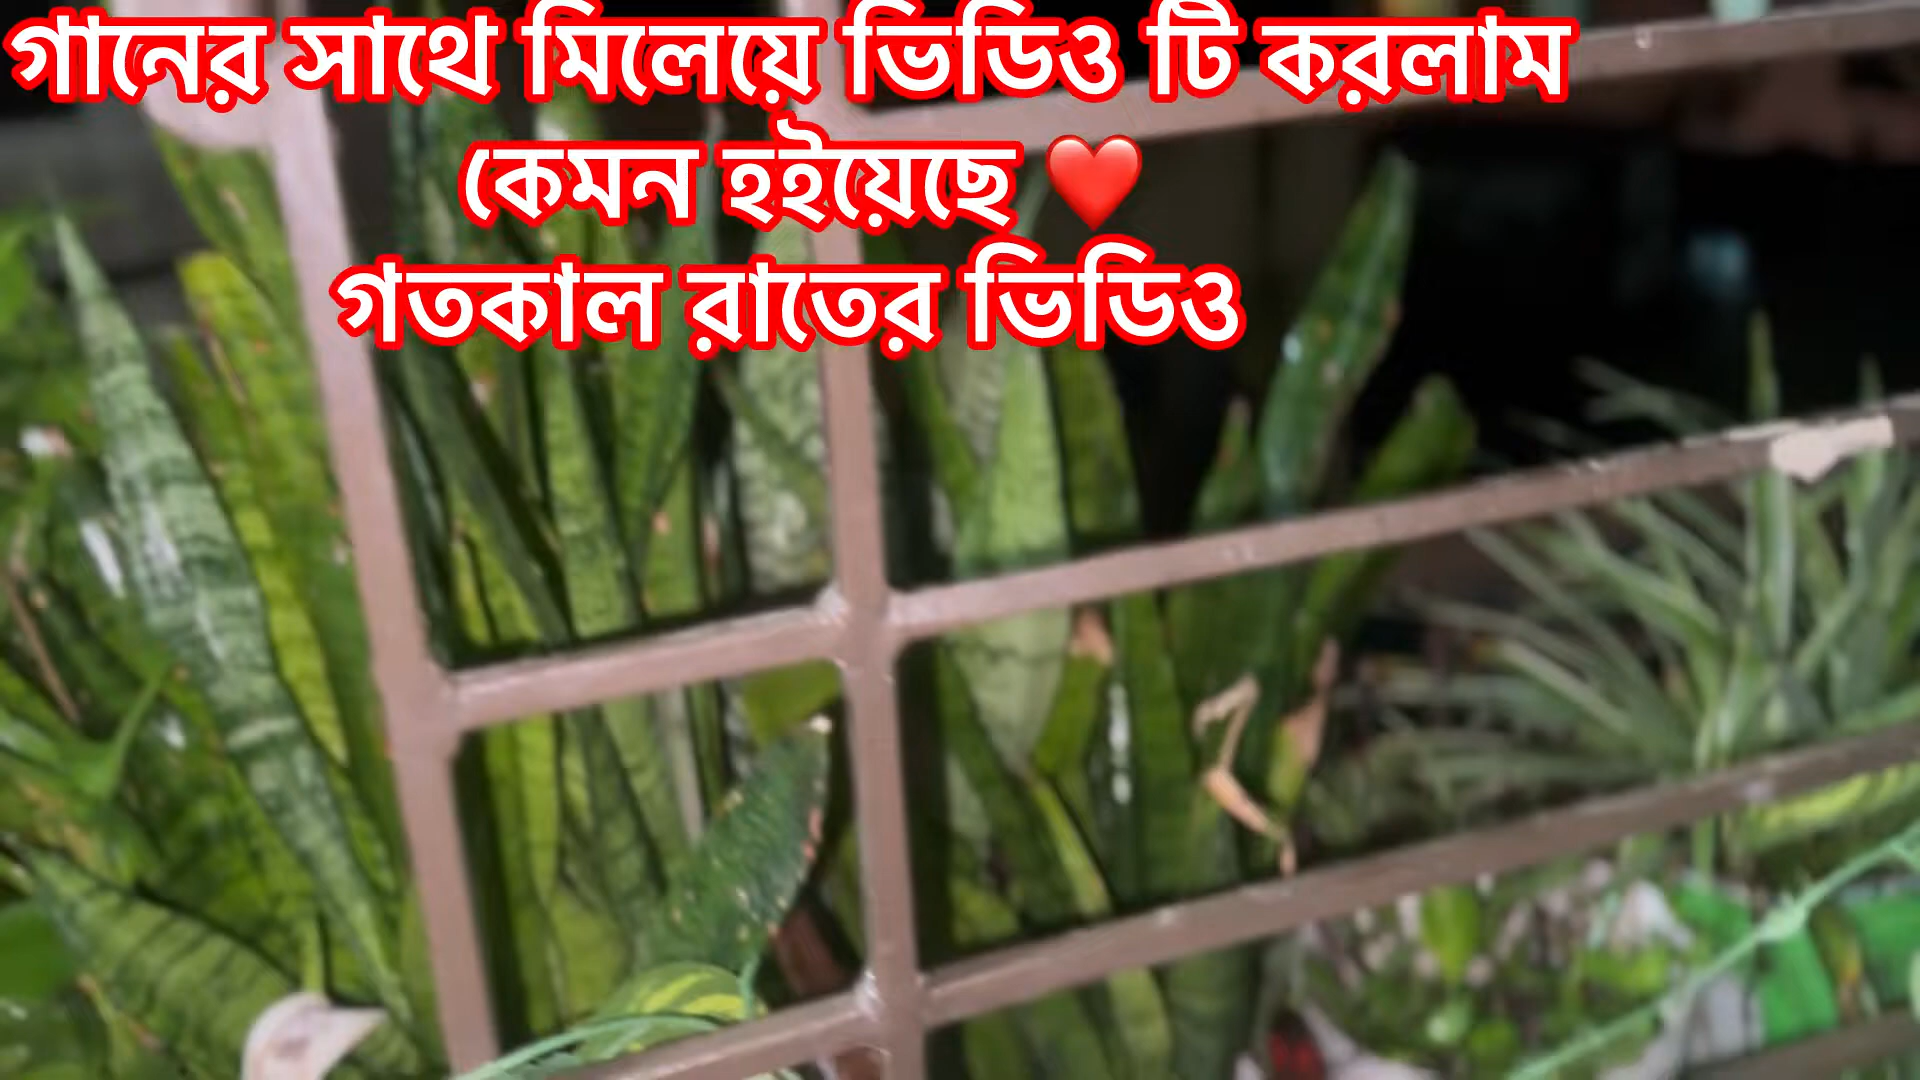 গানের সাথে মিলেয়ে ভিডিও টি করলাম
কেমন হইয়েছে ❤️
গতকাল রাতের ভিডিও